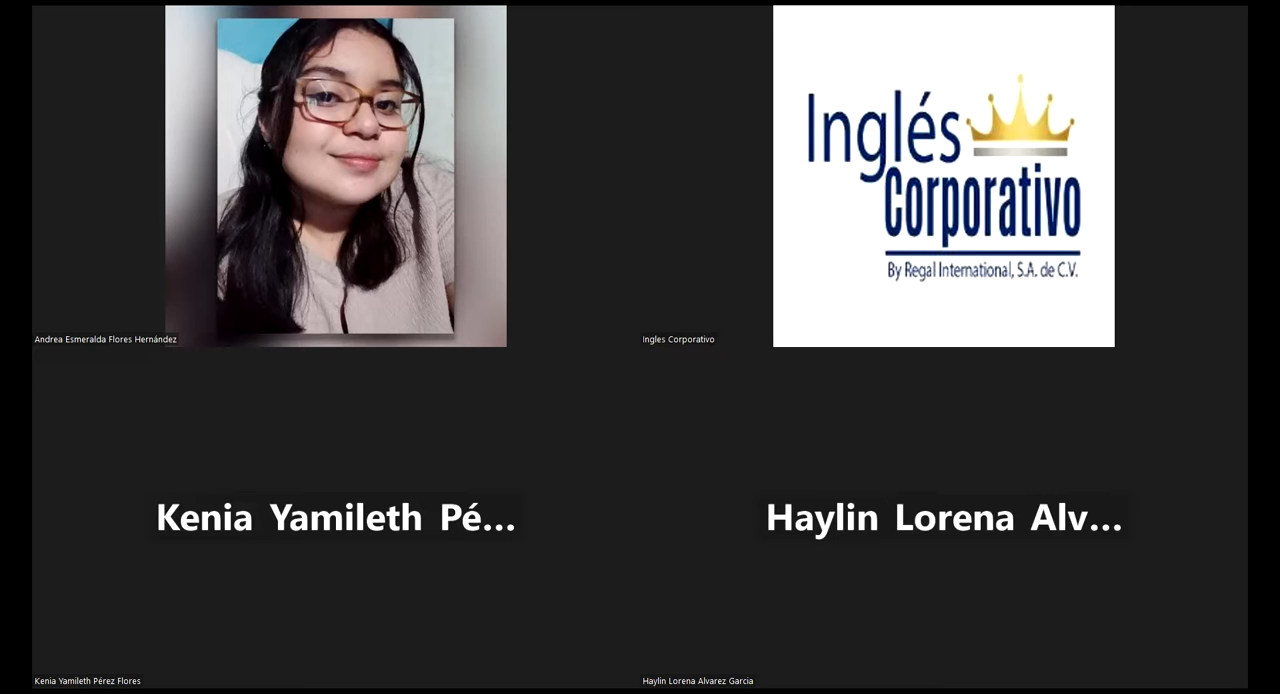 Inglés
Corporativo
By Regal International, S.A. de C.V.
Andrea Esmeralda Flores Hernández
Ingles Corporativo
Kenia Yamileth Pé...
Haylin Lorena Alv...
Kenia Yamileth Pérez Flores
Haylin Lorena Alvarez Garcia